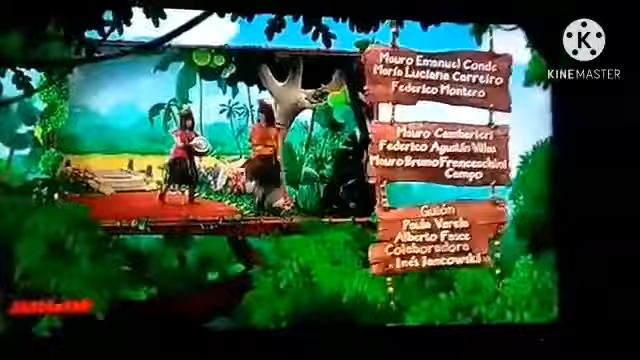 Mauro Emanuel Conde
María Luciana Carreiro
Federico Montero
Mauro Camberleri
Federico Agustín Villas
Mauro Bruno Franceschini
Campo
Guión
Paula Varela
Alberto Fasce
Colaboradora
Inés Jancowski
KINEMASTER